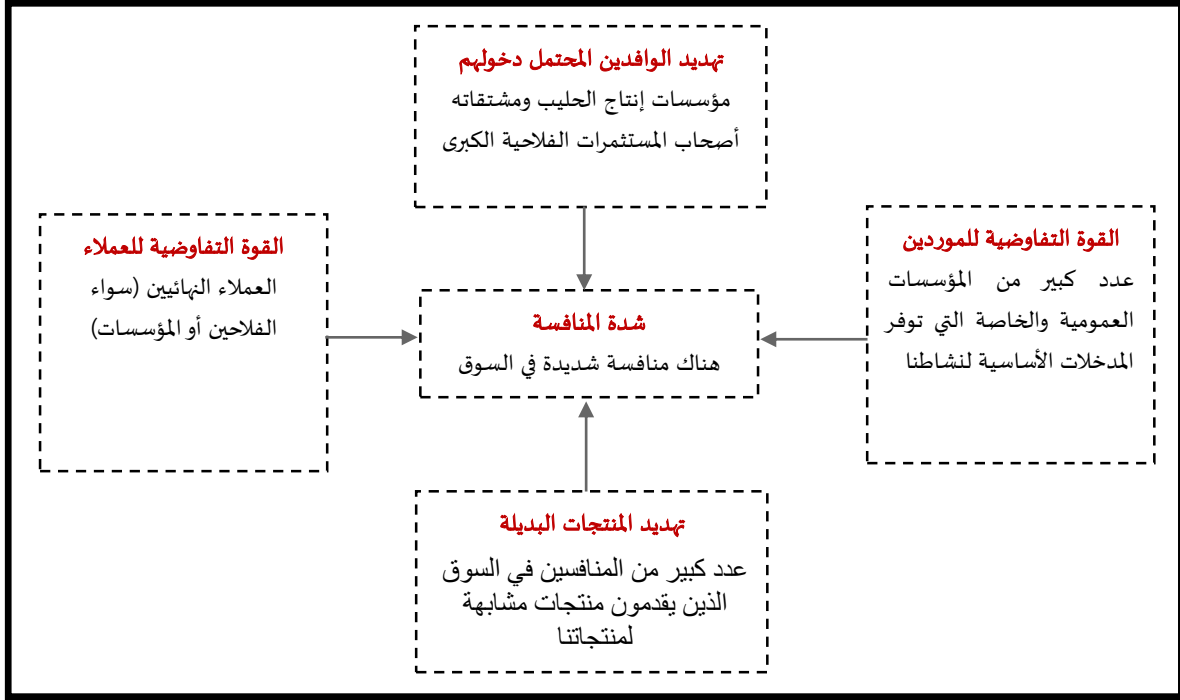 تهديد الوافدين المحتمل دخولهم
مؤسسات إنتاج الحليب ومشتقاته
أصحاب المستثمرات الفلاحية الكبرى
القوة التفاوضية للموردين
عدد كبير من المؤسسات
العمومية والخاصة التي توفر
المدخلات الأساسية لنشاطنا
شدة المنافسة
هناك منافسة شديدة في السوق
القوة التفاوضية للعملاء
العملاء النهائيين (سواء
الفلاحين أو المؤسسات)
تهديد المنتجات البديلة
عدد كبير من المنافسين في السوق
الذين يقدمون منتجات مشابهة
لمنتجاتنا